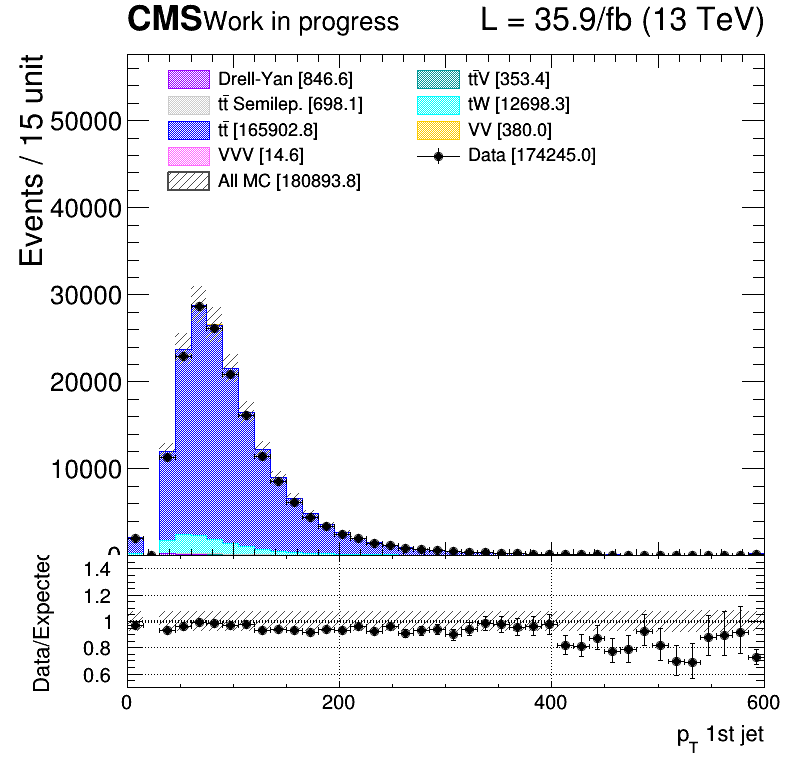 CMS Work in progress L = 35.9/fb (13 TeV)
Events / 15 unit
50000
40000
30000
20000
10000
0
Drell-Yan [846.6]
tt̄ Semilep. [698.1]
tt̄ [165902.8]
VVV [14.6]
All MC [180893.8]
tt̄V [353.4]
tW [12698.3]
VV [380.0]
Data [174245.0]
Data/Expected
1.4
1.2
1
0.8
0.6
0 200 400 600
p_T 1st jet